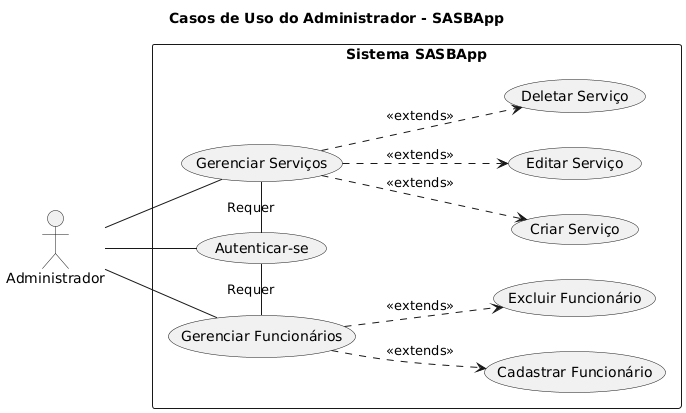 Casos de Uso do Administrador - SASBApp
Sistema SASBApp
Deletar Serviço
«extends»
Editar Serviço
«extends»
Gerenciar Serviços
«extends»
Criar Serviço
Requer
Autenticar-se
Administrador
Requer
Excluir Funcionário
«extends»
Gerenciar Funcionários
«extends»
Cadastrar Funcionário